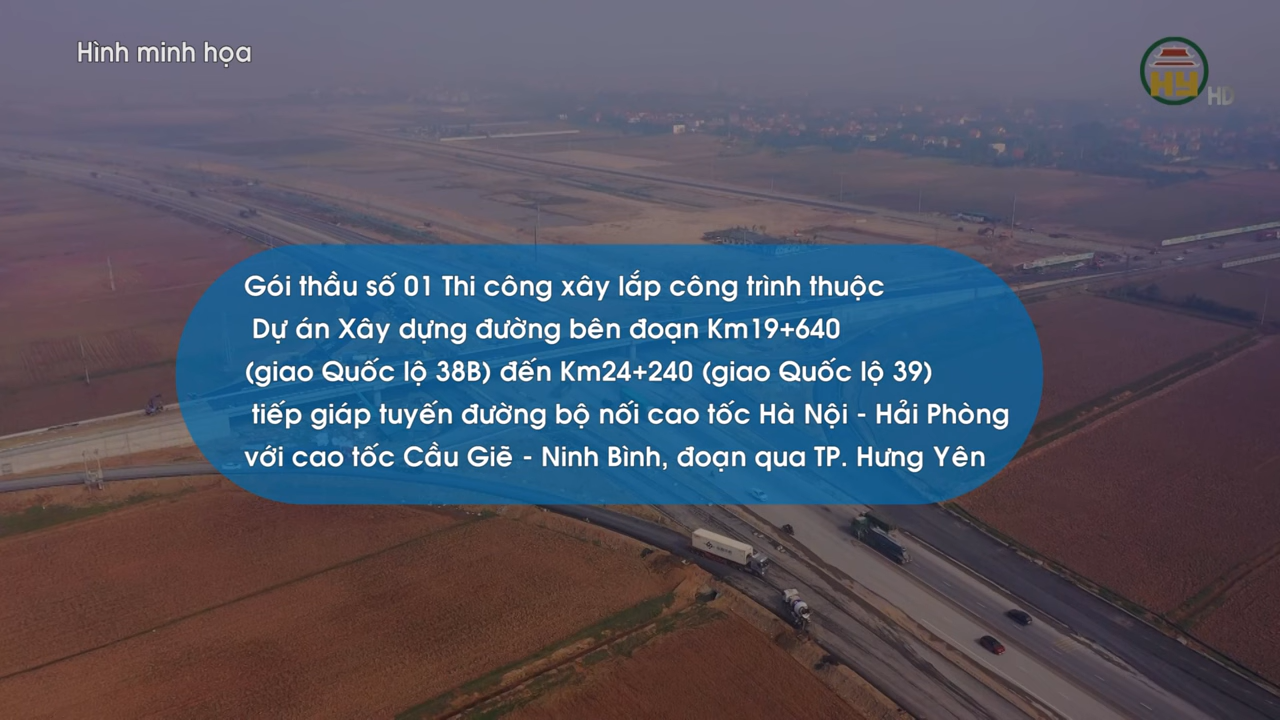 Hình minh họa
HY HD
Gói thầu số 01 Thi công xây lắp công trình thuộc
Dự án Xây dựng đường bên đoạn Km19+640
(giao Quốc lộ 38B) đến Km24+240 (giao Quốc lộ 39)
tiếp giáp tuyến đường bộ nối cao tốc Hà Nội - Hải Phòng
với cao tốc Cầu Giẽ - Ninh Bình, đoạn qua TP. Hưng Yên